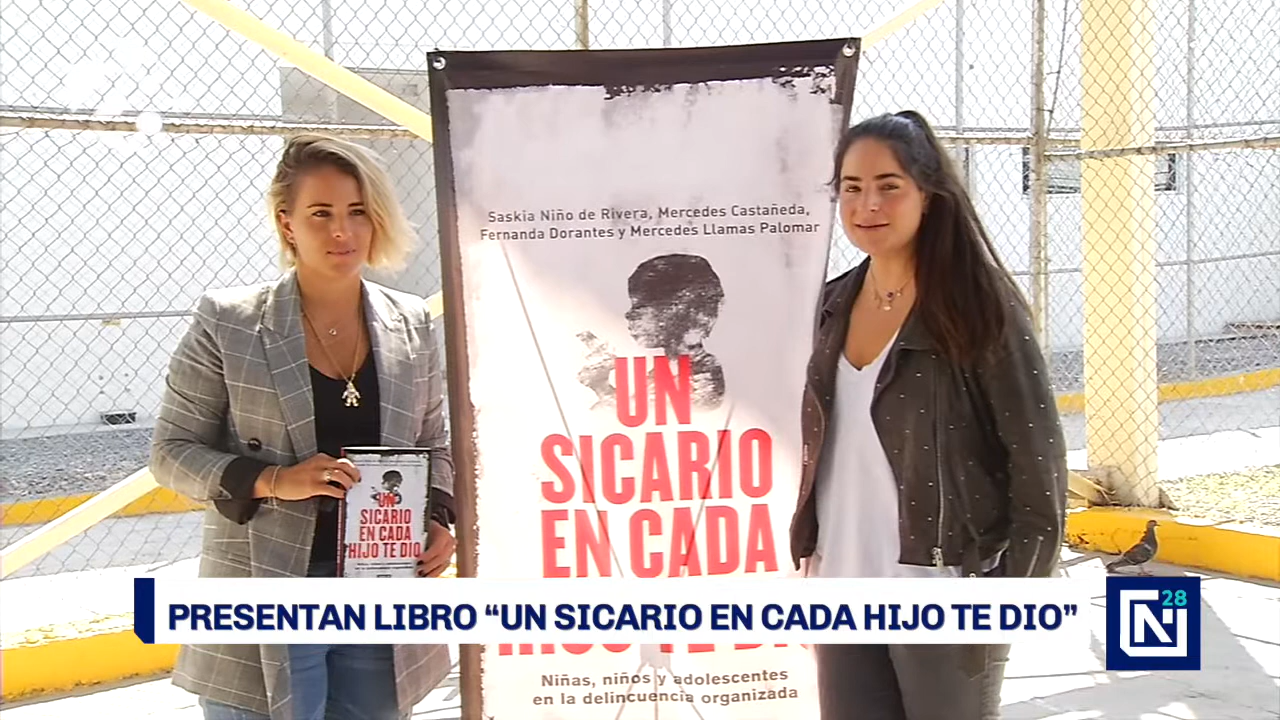 Saskia Niño de Rivera, Mercedes Castañeda,
Fernanda Dorantes y Mercedes Llamas Palomar
UN
SICARIO
EN CADA
UN
SICARIO
EN CADA
HIJO TE DIO
PRESENTAN LIBRO “UN SICARIO EN CADA HIJO TE DIO”
N 28
Niñas, niños y adolescentes
en la delincuencia organizada